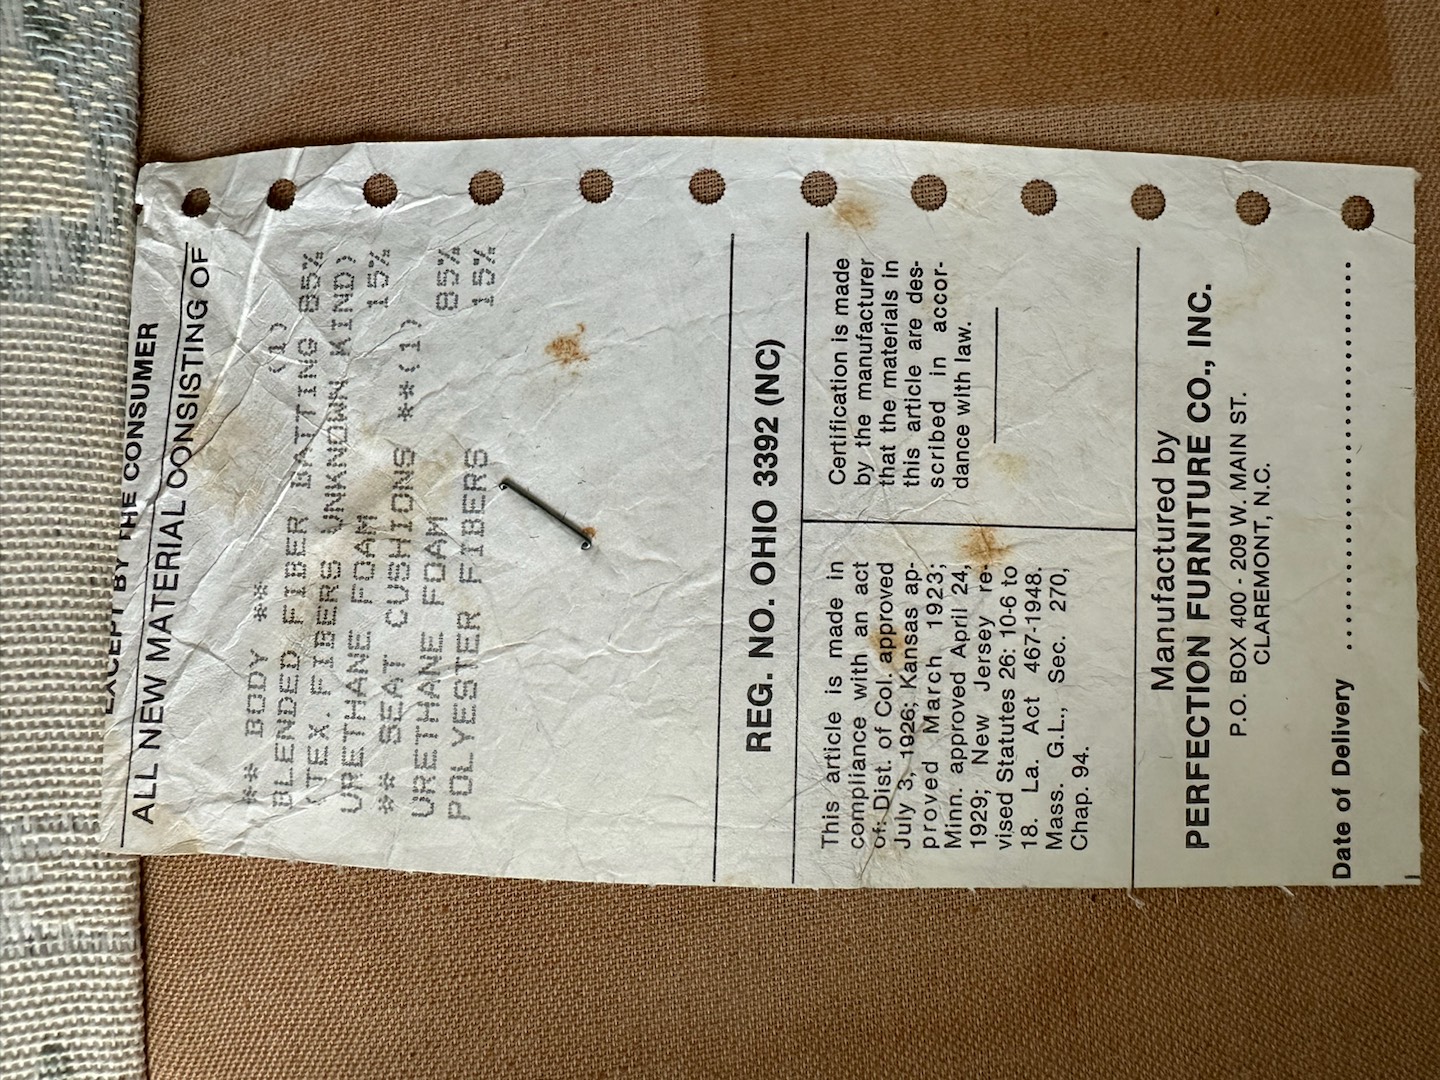 EXCEPT BY THE CONSUMER
ALL NEW MATERIAL CONSISTING OF
** BODY ** (1)
BLENDED FIBER BATTING 85%
(TEX. FIBERS UNKNOWN KIND)
URETHANE FOAM 15%
** SEAT CUSHIONS **(1)
URETHANE FOAM 85%
POLYESTER FIBERS 15%
REG. NO. OHIO 3392 (NC)
This article is made in
compliance with an act
of Dist. of Col. approved
July 3, 1926; Kansas ap-
proved March 1923;
Minn. approved April 24,
1929; New Jersey re-
vised Statutes 26: 10-6 to
18. La. Act 467-1948.
Mass. G.L., Sec. 270,
Chap. 94.
Certification is made
by the manufacturer
that the materials in
this article are des-
scribed in accor-
dance with law.
Manufactured by
PERFECTION FURNITURE CO., INC.
P.O. BOX 400 - 209 W. MAIN ST.
CLAREMONT, N.C.
Date of Delivery ................................